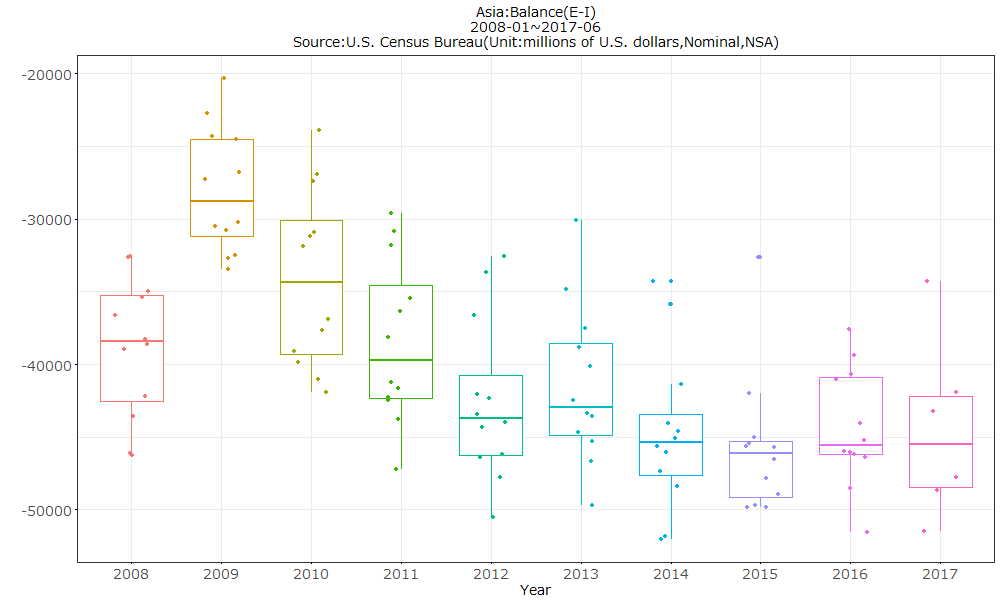 Asia:Balance(E-I)
2008-01~2017-06
Source:U.S. Census Bureau(Unit:millions of U.S. dollars,Nominal,NSA)
-20000
-30000
-40000
-50000
2008 2009 2010 2011 2012 2013 2014 2015 2016 2017
Year